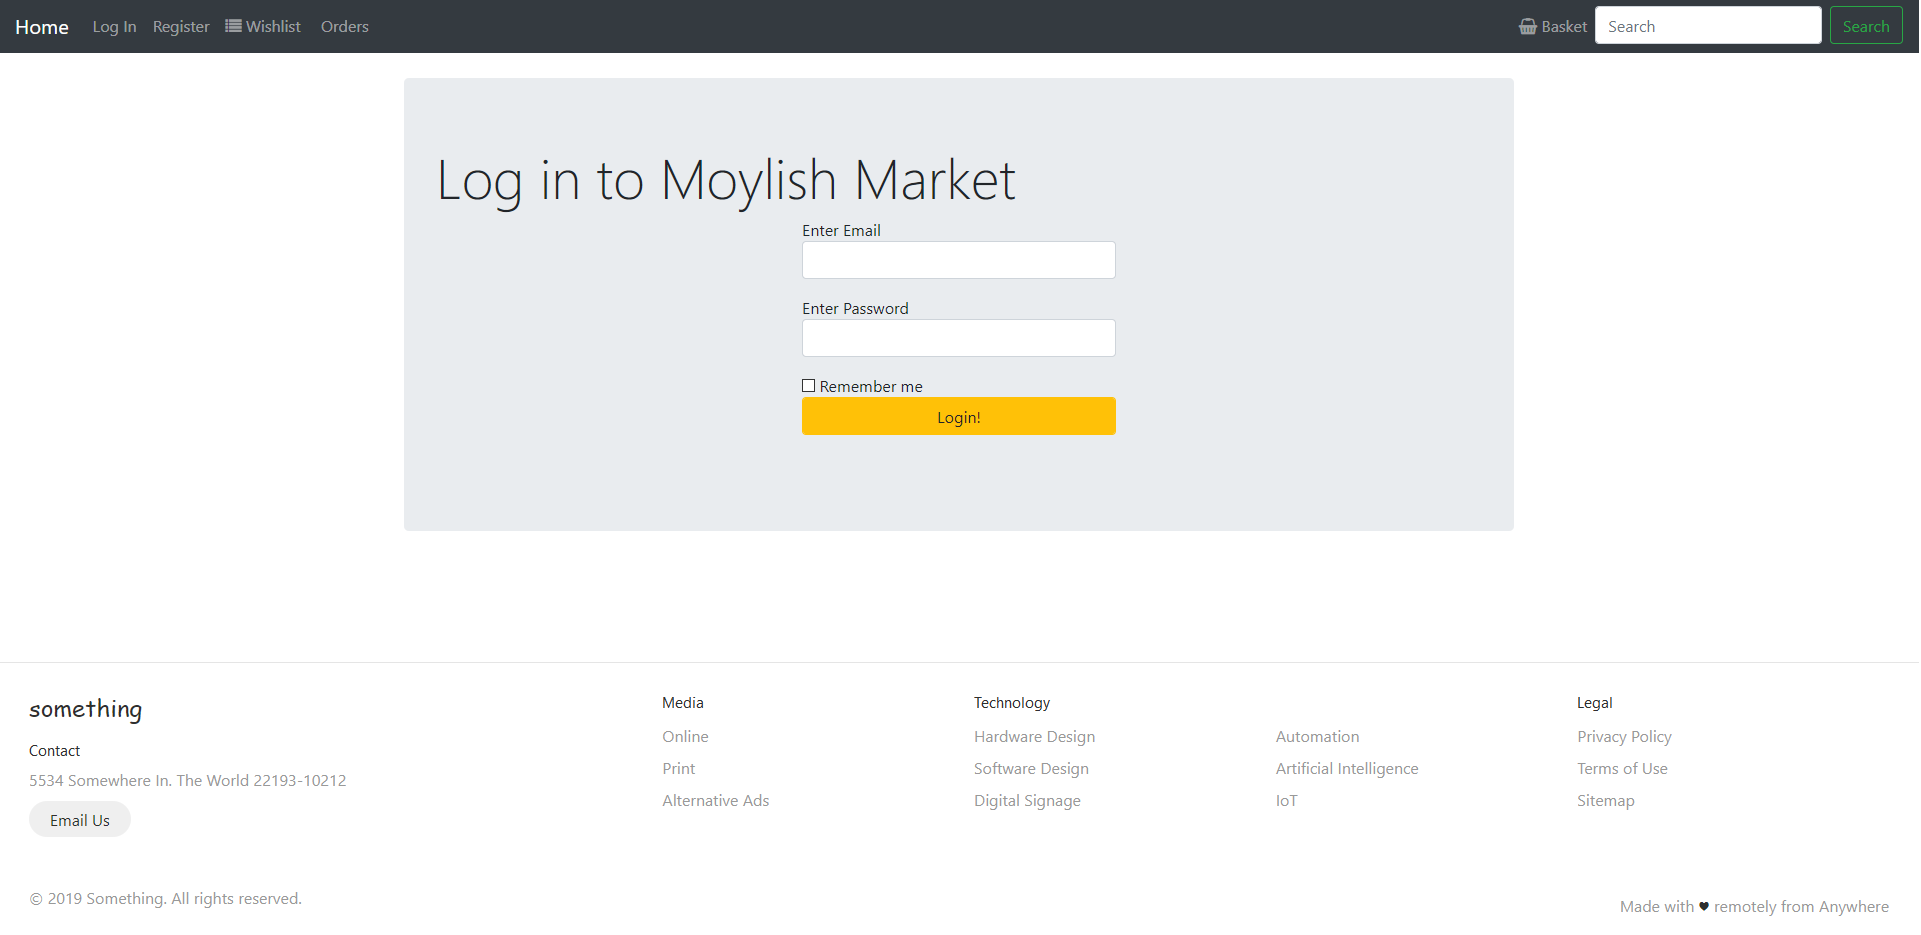 Home Log In Register Wishlist Orders Basket Search Search
Log in to Moylish Market
Enter Email
Enter Password
Remember me
Login!
something
Contact
5534 Somewhere In. The World 22193-10212
Email Us
Media
Online
Print
Alternative Ads
Technology
Hardware Design
Software Design
Digital Signage
Automation
Artificial Intelligence
IoT
Legal
Privacy Policy
Terms of Use
Sitemap
© 2019 Something. All rights reserved.
Made with ♥ remotely from Anywhere